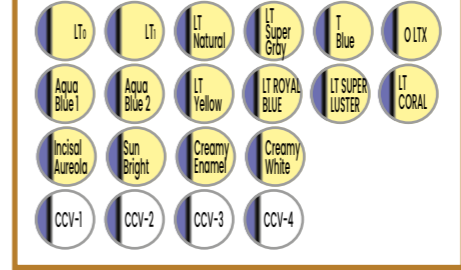 LT₀
LT₁
LT
Natural
LT
Super
Gray
T
Blue
O LTX
Aqua
Blue 1
Aqua
Blue 2
LT
Yellow
LT ROYAL
BLUE
LT SUPER
LUSTER
LT
CORAL
Incisal
Aureola
Sun
Bright
Creamy
Enamel
Creamy
White
CCV-1
CCV-2
CCV-3
CCV-4